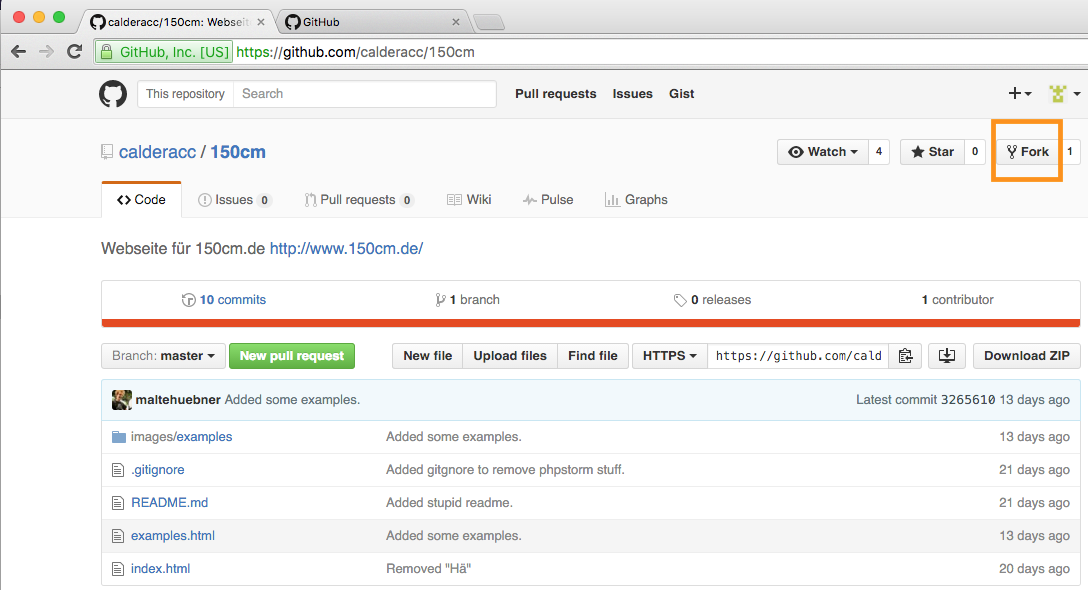 calderacc/150cm: Webseit GitHub
GitHub, Inc. [US] https://github.com/calderacc/150cm
This repository Search Pull requests Issues Gist
calderacc / 150cm Watch 4 Star 0 Fork 1
Code Issues 0 Pull requests 0 Wiki Pulse Graphs
Webseite für 150cm.de http://www.150cm.de/
10 commits 1 branch 0 releases 1 contributor
Branch: master New pull request New file Upload files Find file HTTPS https://github.com/cald Download ZIP
maltehuebner Added some examples. Latest commit 3265610 13 days ago
images/examples Added some examples. 13 days ago
.gitignore Added gitgnore to remove phpstorm stuff. 21 days ago
README.md Added stupid readme. 21 days ago
examples.html Added some examples. 13 days ago
index.html Removed "Hä" 20 days ago